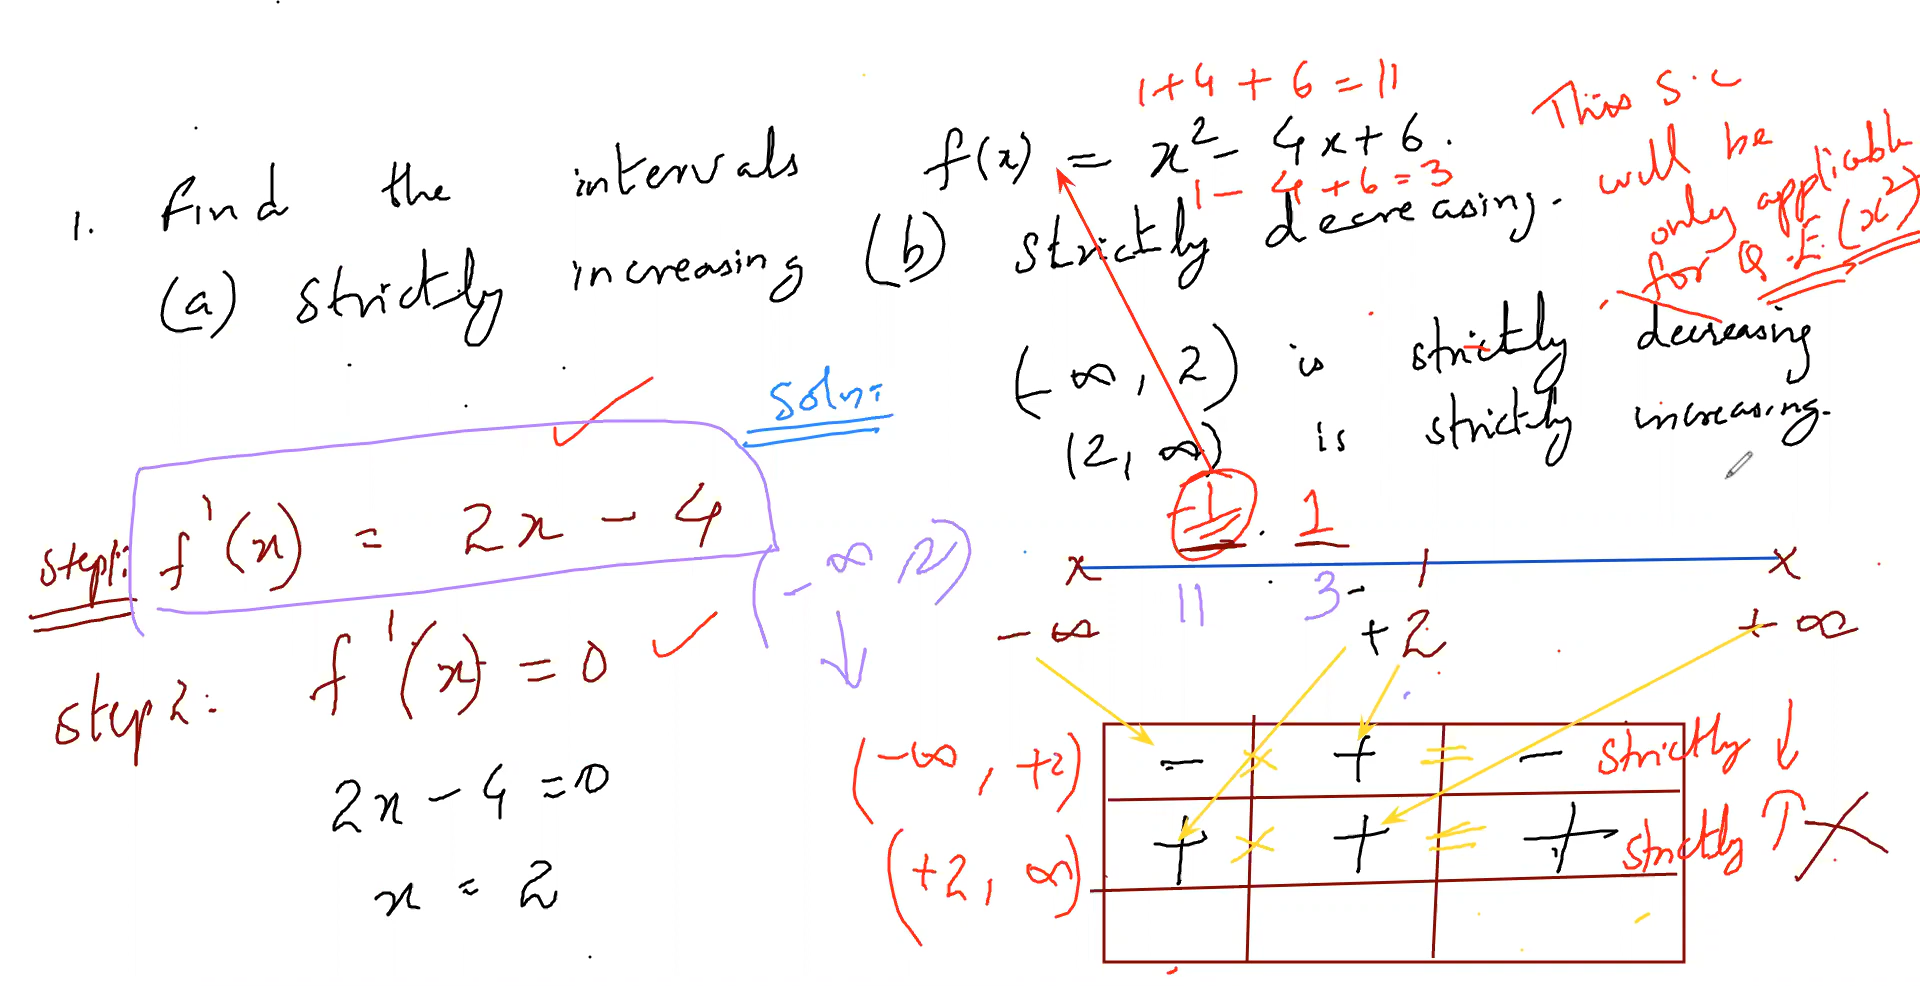 1+4 + 6 = 11
1. Find the intervals f(x) = x² - 4x + 6.
1 - 4 + 6 = 3
(a) strictly increasing (b) strictly decreasing.
This S.C
will be
only applicable
for Q.E (x²)
(-∞, 2) is strictly decreasing
(2, ∞) is strictly increasing.
Soln:
step1: f'(x) = 2x - 4
(-∞, 2)
step2: f'(x) = 0
2x - 4 = 0
x = 2
-1 . 1
x x
11 3
-∞ +2 +∞
(-∞, +2) - × + = - strictly ↓
(+2, ∞) + × + = + strictly ↑